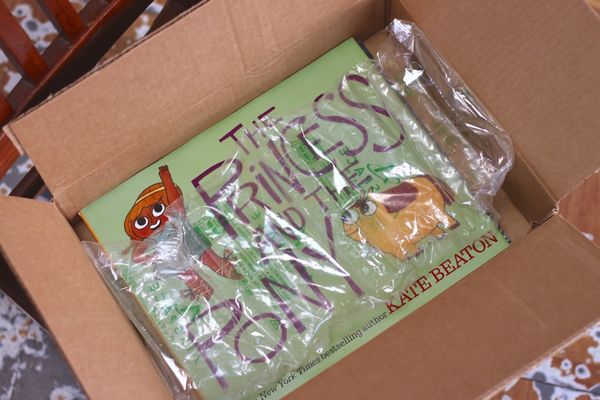 THE
PRINCESS
AND THE
PONY
New York Times bestselling author
KATE BEATON